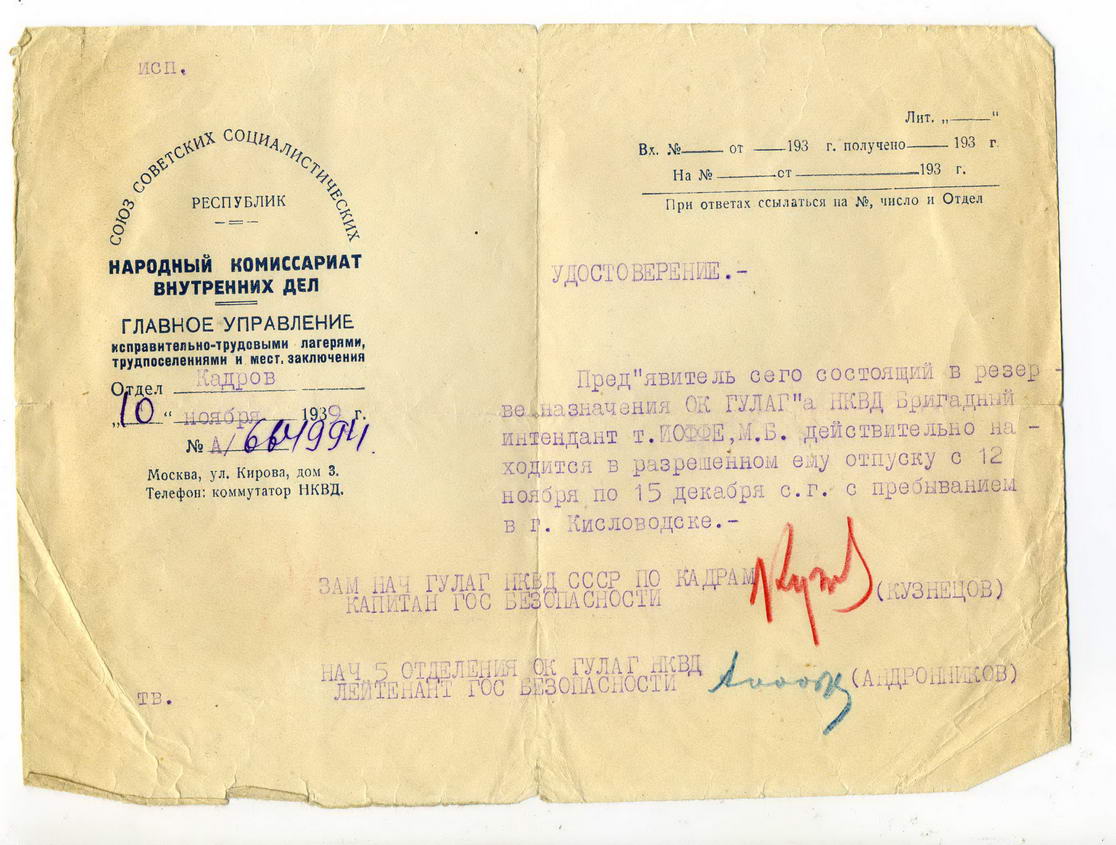 исп.
СОЮЗ СОВЕТСКИХ СОЦИАЛИСТИЧЕСКИХ
РЕСПУБЛИК
НАРОДНЫЙ КОМИССАРИАТ
ВНУТРЕННИХ ДЕЛ
ГЛАВНОЕ УПРАВЛЕНИЕ
исправительно-трудовыми лагерями,
трудпоселениями и мест. заключения
Отдел Кадров
„10“ ноября 1939 г.
№ А/664994.
Москва, ул. Кирова, дом 3.
Телефон: коммутатор НКВД.
Лит. „——“
Вх. №—— от ——193 г. получено—— 193 г.
На № ——от——193 г.
При ответах ссылаться на №, число и Отдел
УДОСТОВЕРЕНИЕ.-
Пред"явитель сего состоящий в резер -
ве назначения ОК ГУЛАГ"а НКВД Бригадный
интендант т.ИОФФЕ,М.Б. действительно на -
ходится в разрешенном ему отпуску с 12
ноября по 15 декабря с.г. с пребыванием
в г. Кисловодске.-
ЗАМ НАЧ ГУЛАГ НКВД СССР ПО КАДРАМ
КАПИТАН ГОС БЕЗОПАСНОСТИ (КУЗНЕЦОВ)
НАЧ 5 ОТДЕЛЕНИЯ ОК ГУЛАГ НКВД
ЛЕЙТЕНАНТ ГОС БЕЗОПАСНОСТИ (АНДРОННИКОВ)
тв.